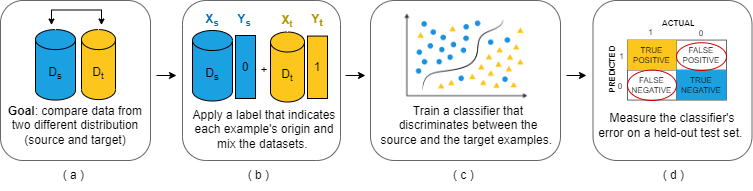 Ds
Dt
Goal: compare data from
two different distribution
(source and target)
( a )
Xs Ys Xt Yt
Ds 0 + Dt 1
Apply a label that indicates
each example's origin and
mix the datasets.
( b )
Train a classifier that
discriminates between the
source and the target examples.
( c )
ACTUAL
1 0
PREDICTED
1
0
TRUE
POSITIVE
FALSE
POSITIVE
FALSE
NEGATIVE
TRUE
NEGATIVE
Measure the classifier's
error on a held-out test set.
( d )